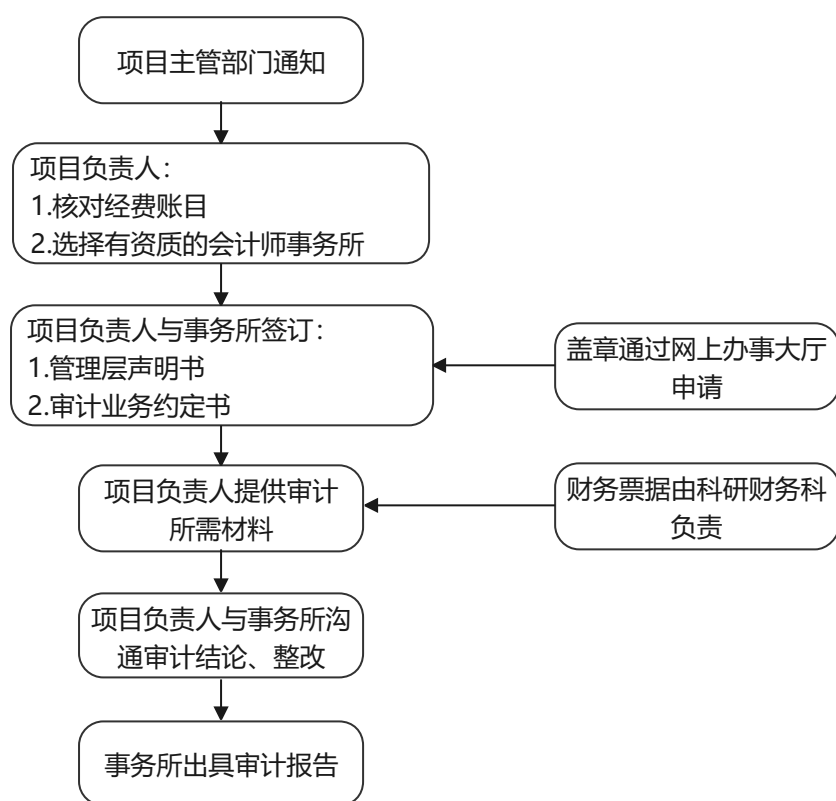 项目主管部门通知
项目负责人：
1.核对经费账目
2.选择有资质的会计师事务所
项目负责人与事务所签订：
1.管理层声明书
2.审计业务约定书
盖章通过网上办事大厅
申请
项目负责人提供审计
所需材料
财务票据由科研财务科
负责
项目负责人与事务所沟
通审计结论、整改
事务所出具审计报告